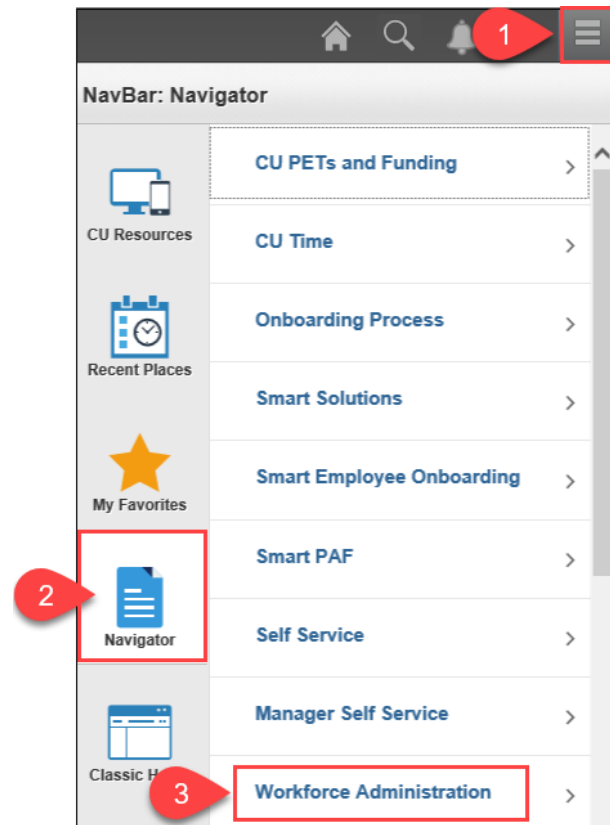 1
NavBar: Navigator
CU Resources
Recent Places
My Favorites
2
Navigator
Classic H
3
CU PETs and Funding
CU Time
Onboarding Process
Smart Solutions
Smart Employee Onboarding
Smart PAF
Self Service
Manager Self Service
Workforce Administration